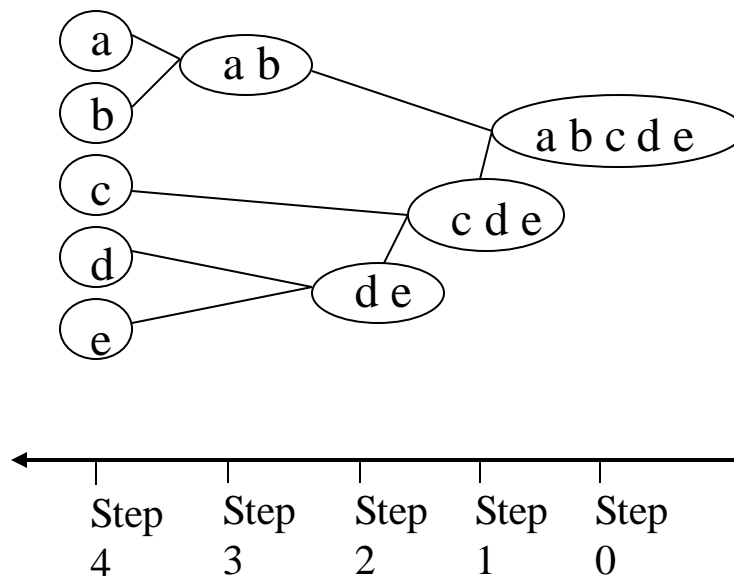 a
a b
b
a b c d e
c
c d e
d
d e
e
Step 4
Step 3
Step 2
Step 1
Step 0